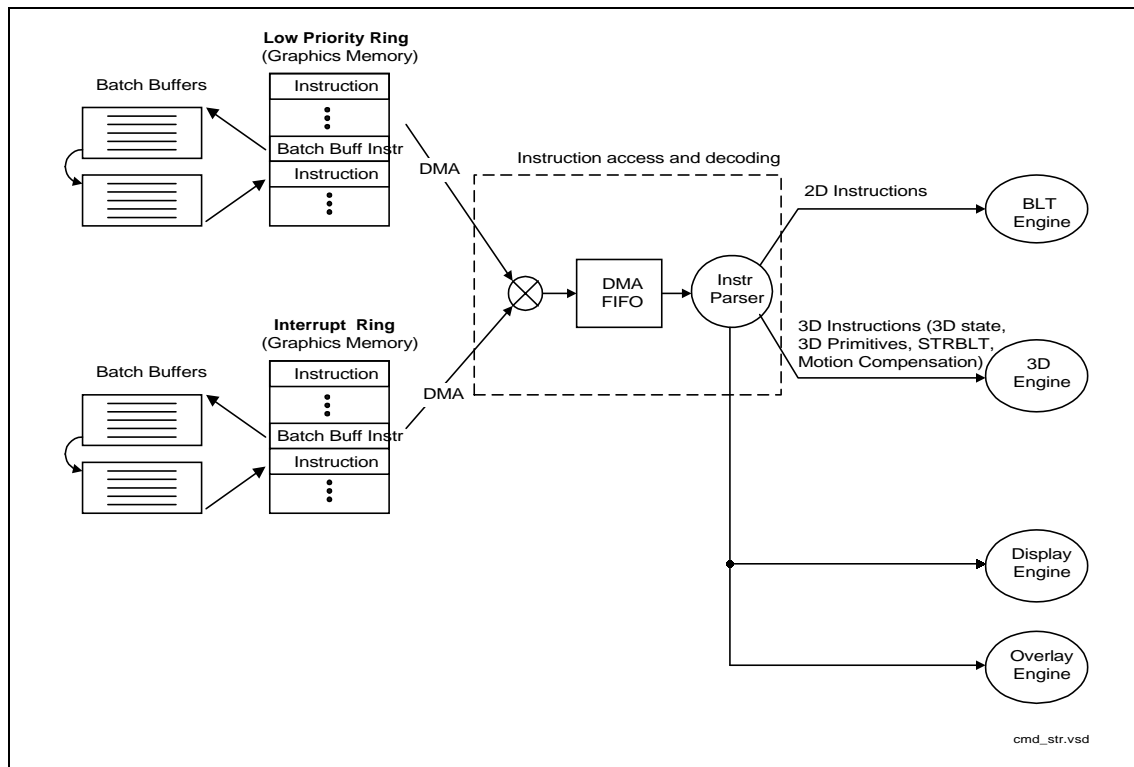 Low Priority Ring
(Graphics Memory)
Batch Buffers
Instruction
Batch Buff Instr
Instruction
DMA
Instruction access and decoding
2D Instructions
BLT
Engine
DMA
FIFO
Instr
Parser
3D Instructions (3D state,
3D Primitives, STRBLT,
Motion Compensation)
3D
Engine
Interrupt Ring
(Graphics Memory)
Batch Buffers
Instruction
Batch Buff Instr
Instruction
DMA
Display
Engine
Overlay
Engine
cmd_str.vsd